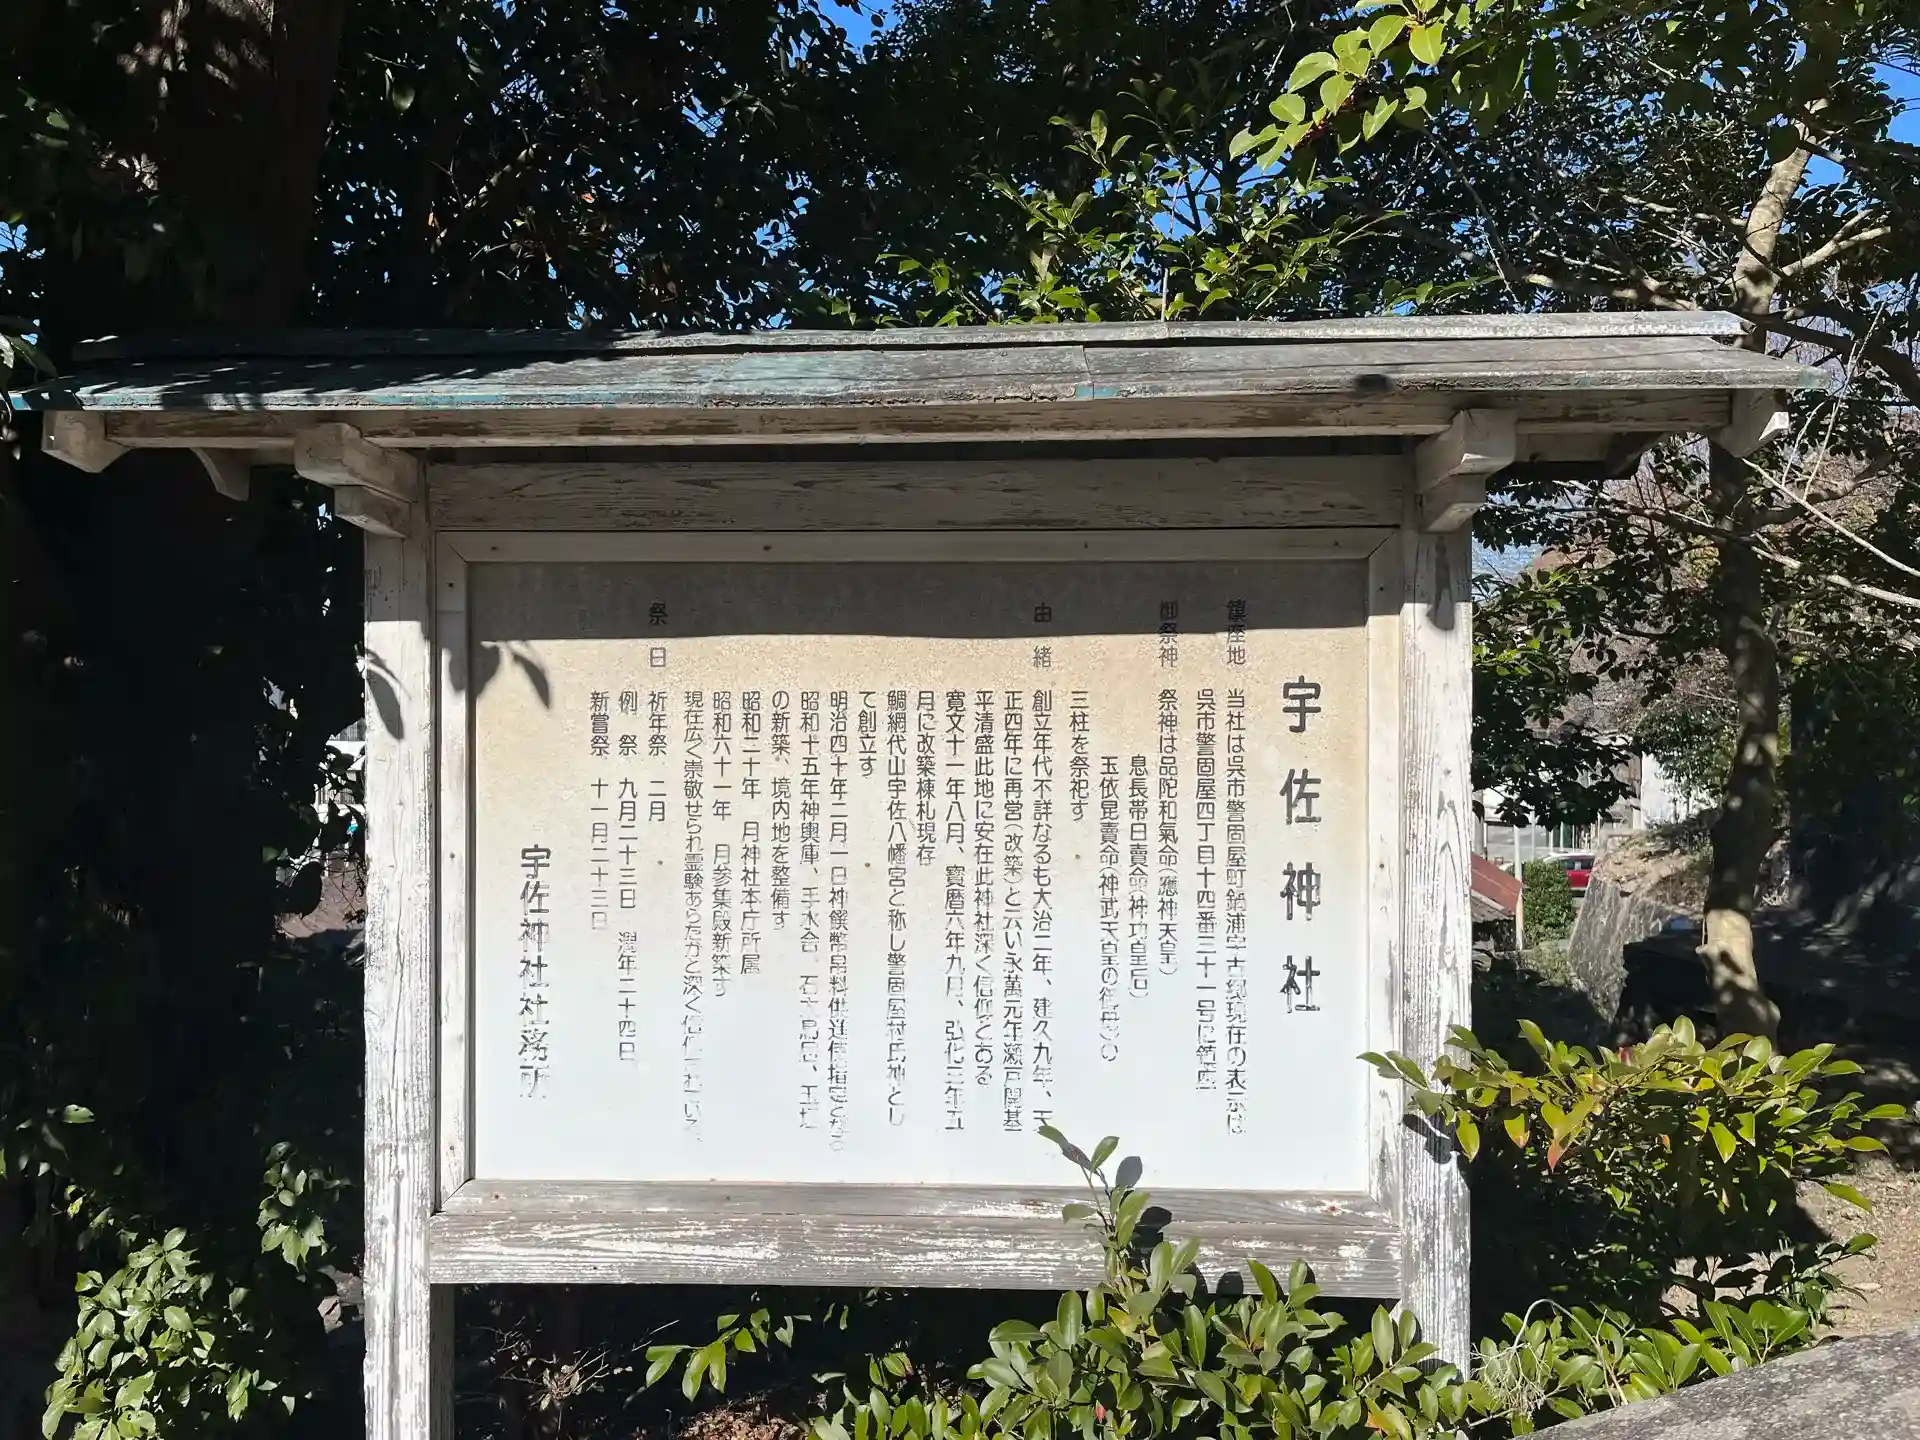 宇佐神社
鎮座地　当社は呉市警固屋町鍋浦字古郷現在の表示は
呉市警固屋四丁目十四番三十一号に鎮座
御祭神　祭神は品陀和氣命（應神天皇）
息長帯日賣命（神功皇后）
玉依毘賣命（神武天皇の御母）の
三柱を祭祀す
由緒　創立年代不詳なるも大治二年、建久九年、天
正四年に再営（改築）と云い永萬元年瀬戸開基
平清盛此地に安在此神社深く信仰とある
寛文十一年八月、寳暦六年九月、弘化三年五
月に改築棟札現存
鯛網代山宇佐八幡宮と称し警固屋村氏神とし
て創立す
明治四十年二月一日神饌幣帛料供進使指定となる
昭和十五年神輿庫、手水舎、石大鳥居、玉垣
の新築、境内地を整備す
昭和二十年　月神社本庁所属
昭和六十一年　月参集殿新築す
現在広く崇敬せられ霊験あらたかと深く信仰されている。
祭日　祈年祭　二月
例祭　九月二十三日　潤年二十四日
新嘗祭　十一月二十三日
宇佐神社社務所